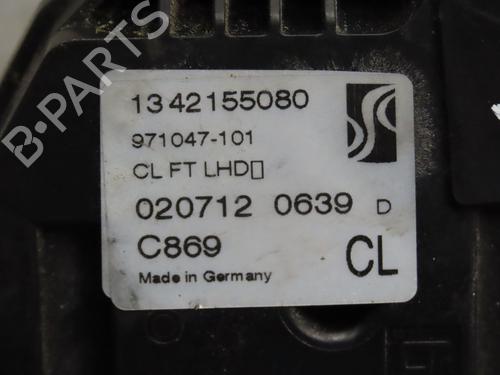 1342155080
971047-101
CL FT LHD▯
020712 0639 D
C869
CL
Made in Germany
B-PARTS